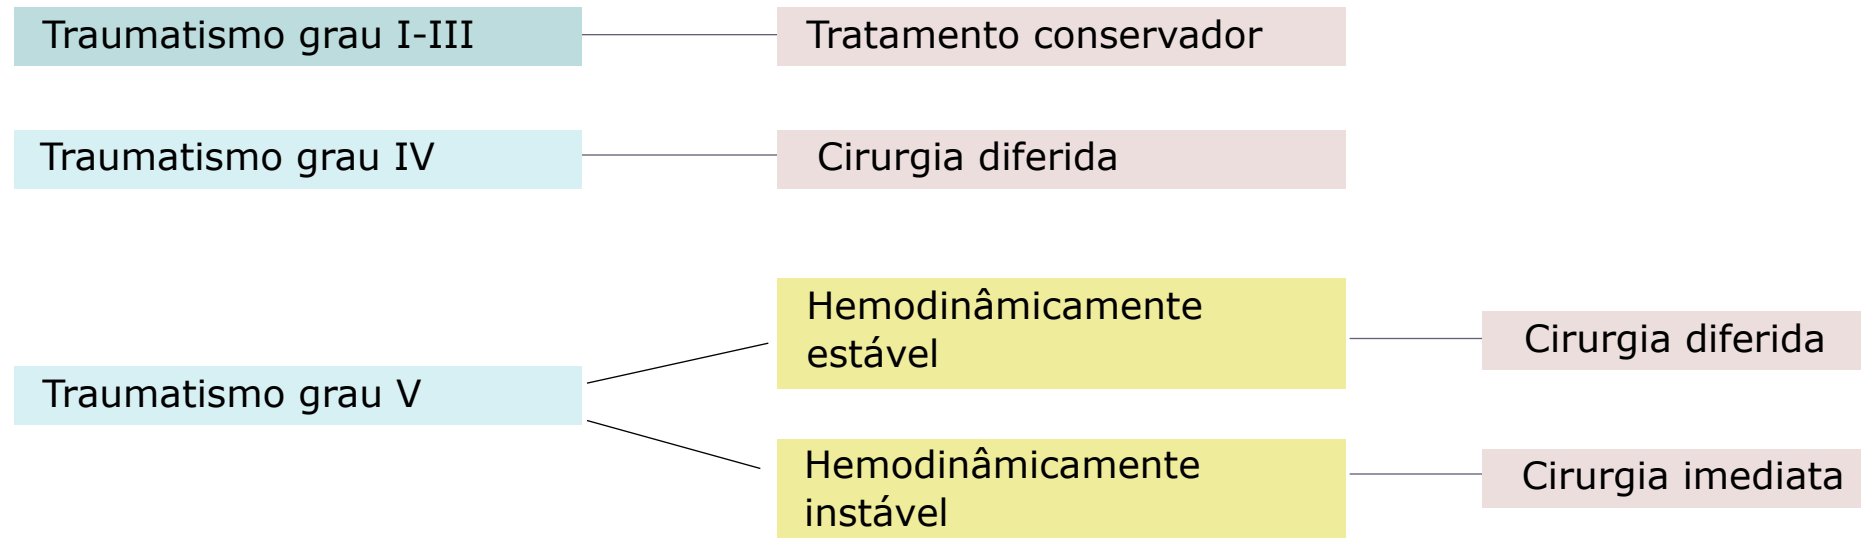 Traumatismo grau I-III
Tratamento conservador
Traumatismo grau IV
Cirurgia diferida
Traumatismo grau V
Hemodinâmicamente
estável
Cirurgia diferida
Hemodinâmicamente
instável
Cirurgia imediata